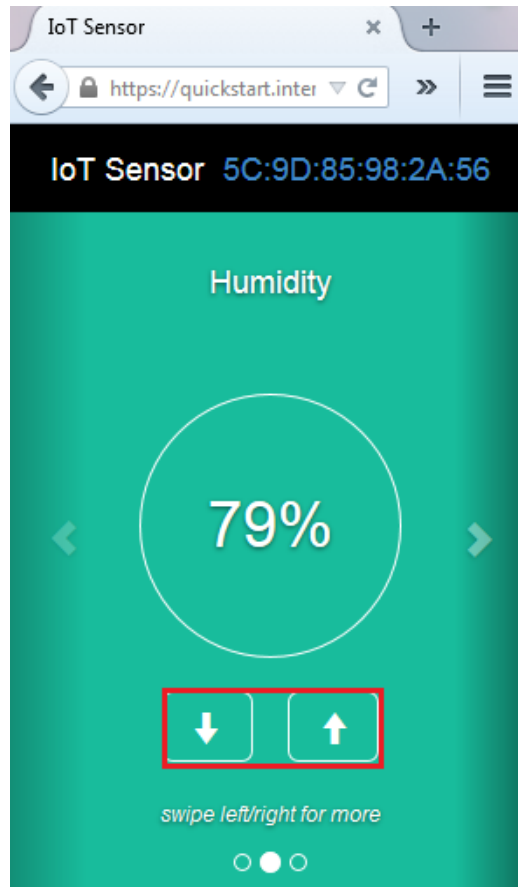 IoT Sensor
https://quickstart.inter
IoT Sensor 5C:9D:85:98:2A:56
Humidity
79%
swipe left/right for more